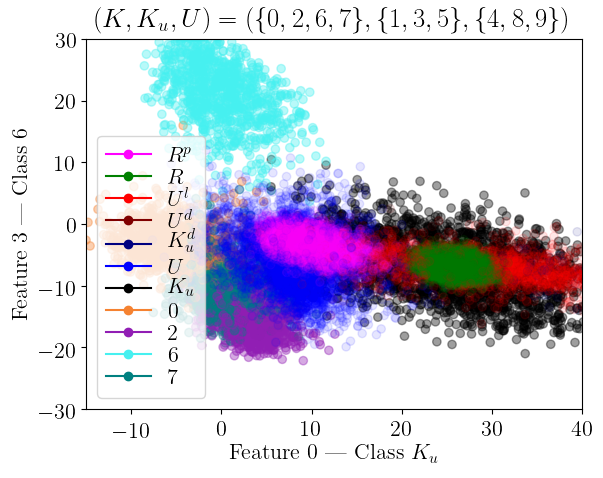 (K, K_u, U) = ({0, 2, 6, 7}, {1, 3, 5}, {4, 8, 9})
30
20
10
0
−10
−20
−30
Feature 3 — Class 6
R^p
R
U^l
U^d
K_u^d
U
K_u
0
2
6
7
−10 0 10 20 30 40
Feature 0 — Class K_u